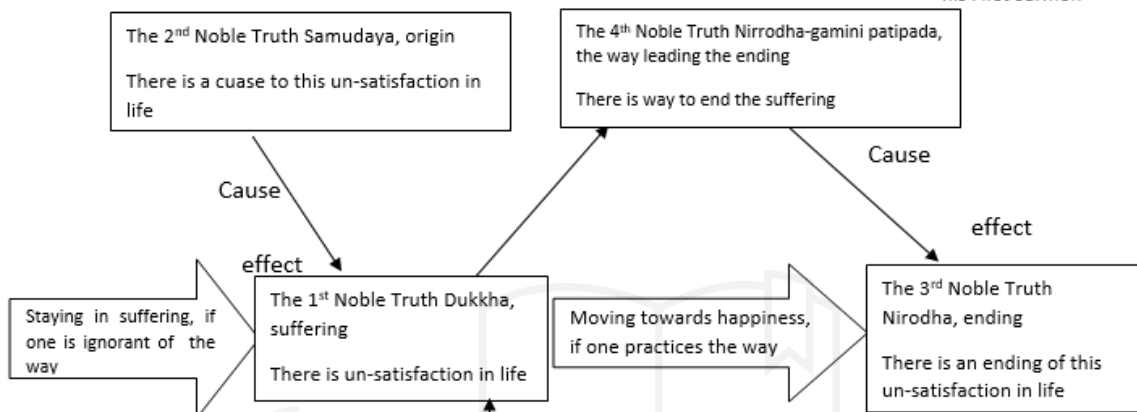 The 2nd Noble Truth Samudaya, origin
There is a cuase to this un-satisfaction in
life
The 4th Noble Truth Nirrodha-gamini patipada,
the way leading the ending
There is way to end the suffering
Cause
Cause
effect
effect
Staying in suffering, if
one is ignorant of the
way
The 1st Noble Truth Dukkha,
suffering
There is un-satisfaction in life
Moving towards happiness,
if one practices the way
The 3rd Noble Truth
Nirodha, ending
There is an ending of this
un-satisfaction in life